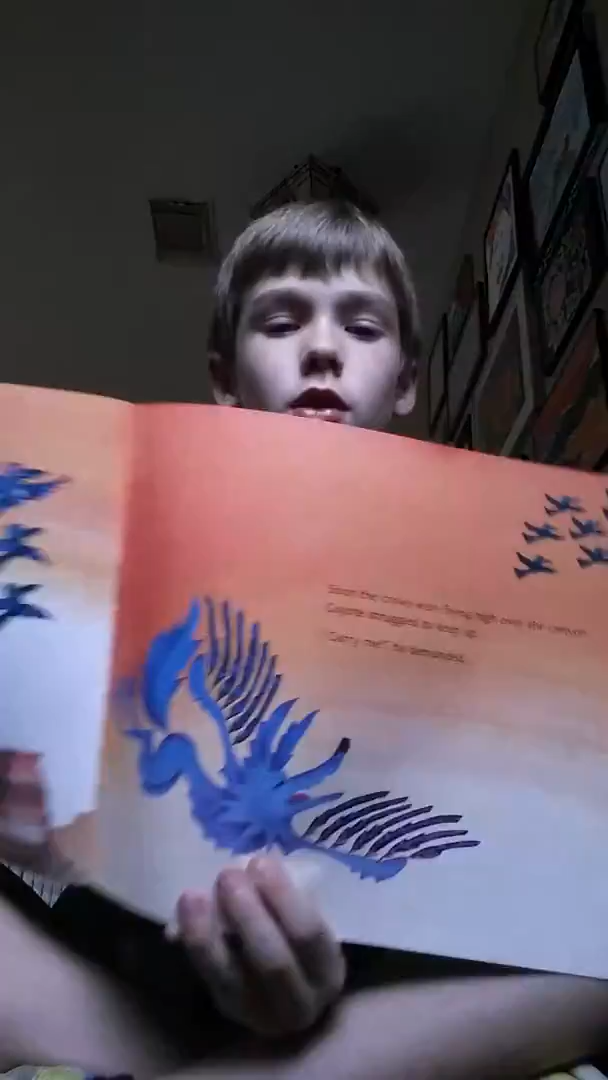 Soon the crows were flying high over the canyon.
Coyote struggled to keep up.
"Carry me!" he demanded.